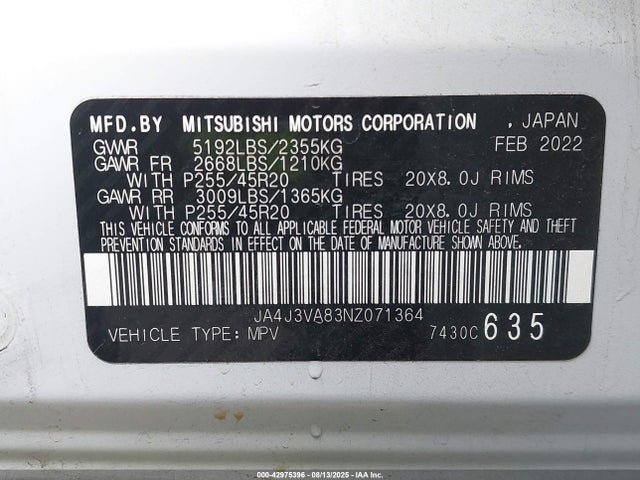 MFD.BY MITSUBISHI MOTORS CORPORATION , JAPAN
GVWR 5192LBS/2355KG FEB 2022
GAWR FR 2668LBS/1210KG
WITH P255/45R20 TIRES 20X8.0J RIMS
GAWR RR 3009LBS/1365KG
WITH P255/45R20 TIRES 20X8.0J RIMS
THIS VEHICLE CONFORMS TO ALL APPLICABLE FEDERAL MOTOR VEHICLE SAFETY AND THEFT
PREVENTION STANDARDS IN EFFECT ON THE DATE OF MANUFACTURE SHOWN ABOVE.
JA4J3VA83NZ071364
VEHICLE TYPE: MPV 7430C 635
000-42975396 - 08/13/2025 - IAA Inc.